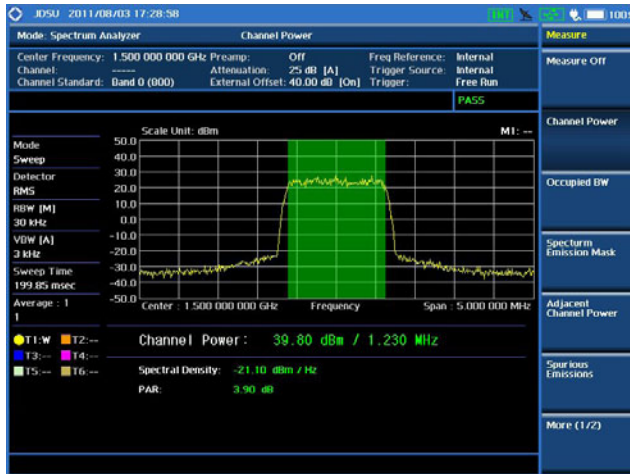 JDSU 2011/08/03 17:28:58 INT 100%
Mode: Spectrum Analyzer Channel Power Measure
Center Frequency: 1.500 000 000 GHz Preamp: Off Freq Reference: Internal
Channel: ----- Attenuation: 25 dB [A] Trigger Source: Internal
Channel Standard: Band 0 (800) External Offset: 40.00 dB [On] Trigger: Free Run
PASS
Measure Off
Channel Power
Occupied BW
Specturm
Emission Mask
Adjacent
Channel Power
Spurious
Emissions
More (1/2)
Scale Unit: dBm M1: --
Mode
Sweep
Detector
RMS
RBW [M]
30 kHz
VBW [A]
3 kHz
Sweep Time
199.85 msec
Average : 1
1
T1:W T2:--
T3:-- T4:--
T5:-- T6:--
50.0
40.0
30.0
20.0
10.0
0.0
-10.0
-20.0
-30.0
-40.0
-50.0
Center : 1.500 000 000 GHz Frequency Span : 5.000 000 MHz
Channel Power: 39.80 dBm / 1.230 MHz
Spectral Density: -21.10 dBm / Hz
PAR: 3.90 dB